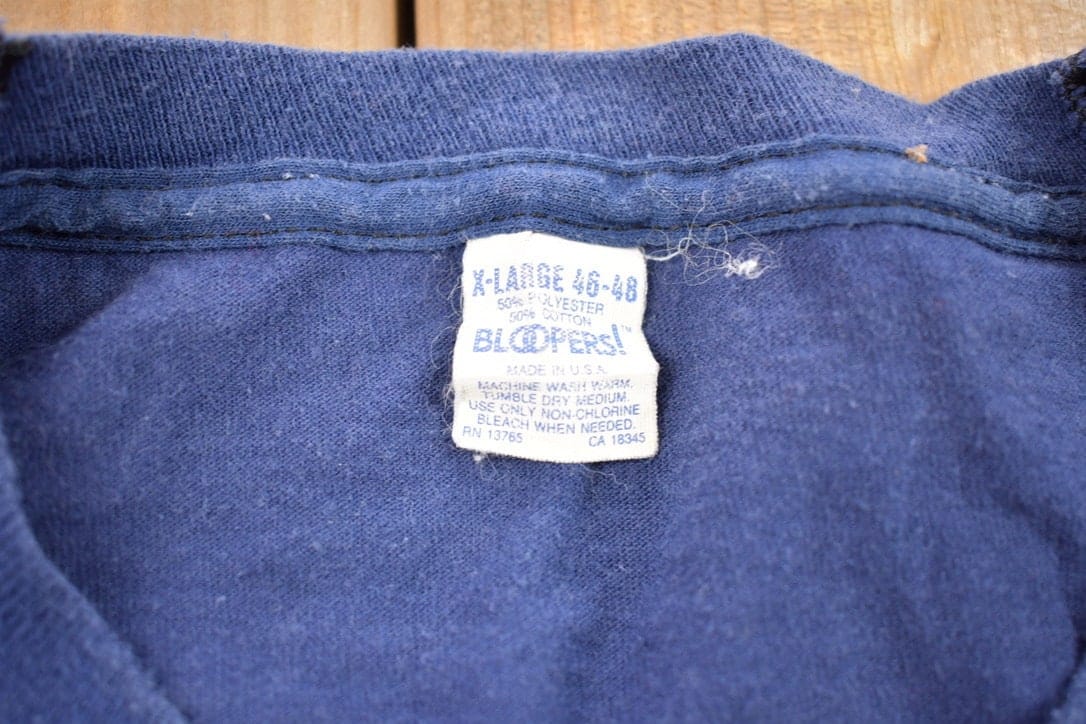 X-LARGE 46-48
50% POLYESTER
50% COTTON
BLOOPERS!™
MADE IN U.S.A.
MACHINE WASH WARM.
TUMBLE DRY MEDIUM.
USE ONLY NON-CHLORINE
BLEACH WHEN NEEDED.
RN 13765 CA 18345